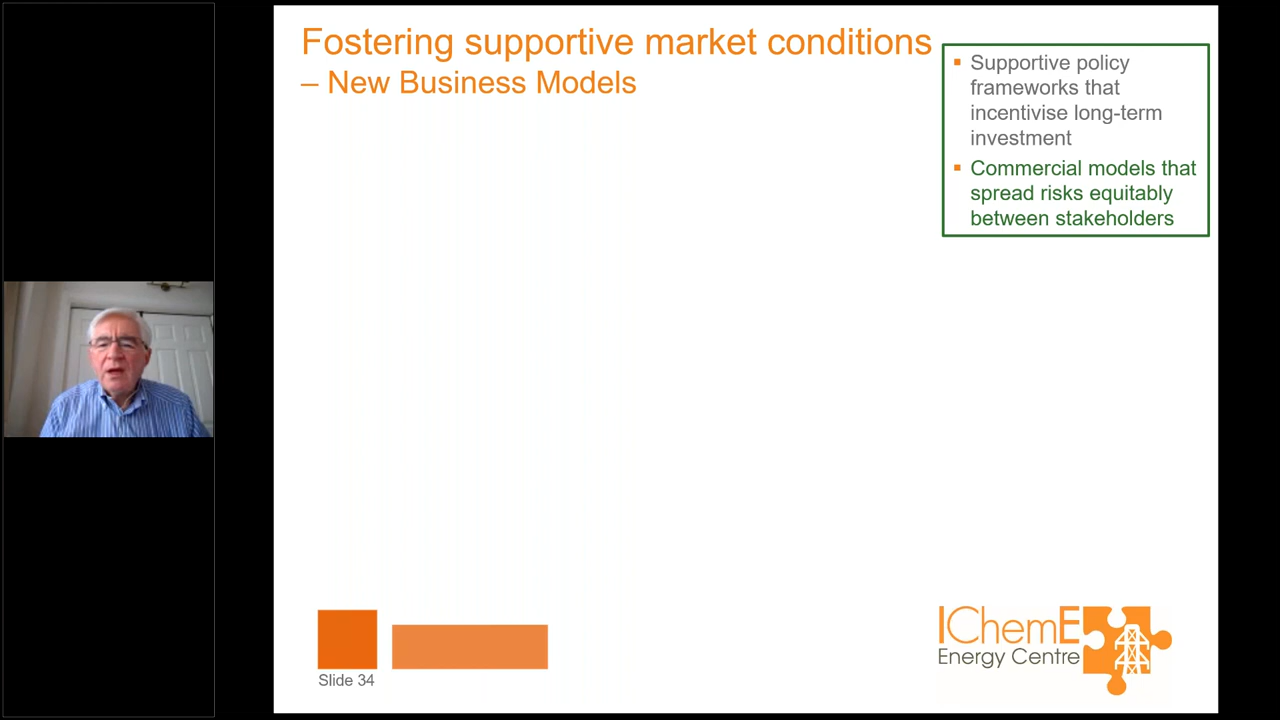 Fostering supportive market conditions
– New Business Models
Supportive policy
frameworks that
incentivise long-term
investment
Commercial models that
spread risks equitably
between stakeholders
Slide 34
IChemE
Energy Centre